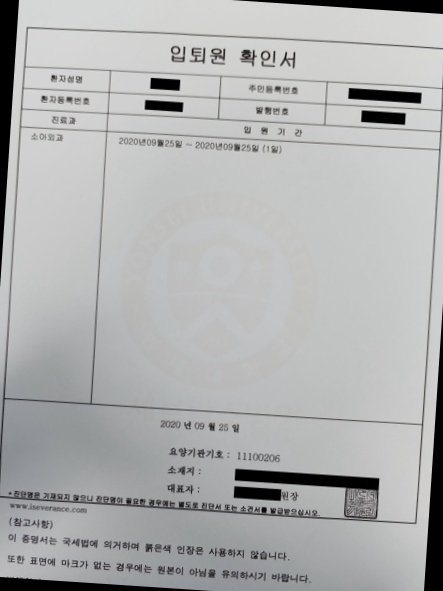 입퇴원 확인서
환자성명 주민등록번호
환자등록번호 발행번호
진료과 입 원 기 간
소아외과 2020년09월25일 ~ 2020년09월25일 (1일)
2020 년 09 월 25 일
요양기관기호 : 11100206
소재지 :
대표자 : 원장
* 진단명은 기재되지 않으니 진단명이 필요한 경우에는 별도로 진단서 또는 소견서를 발급받으십시오.
www.iseverance.com
(참고사항)
이 증명서는 국세법에 의거하며 붉은색 인장은 사용하지 않습니다.
또한 표면에 마크가 없는 경우에는 원본이 아님을 유의하시기 바랍니다.